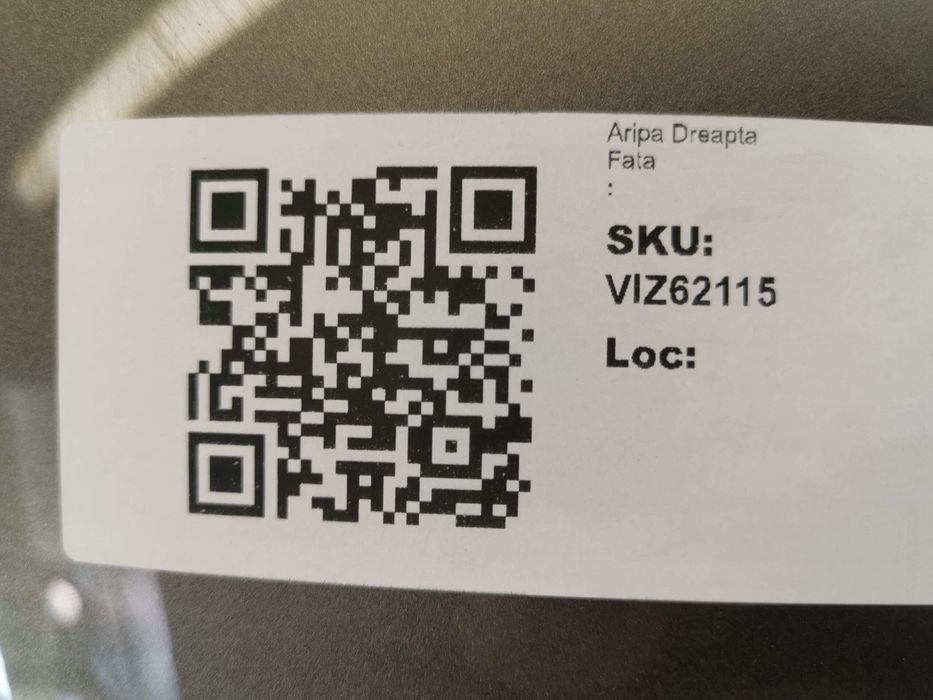 Aripa Dreapta
Fata
:
SKU:
VIZ62115
Loc: